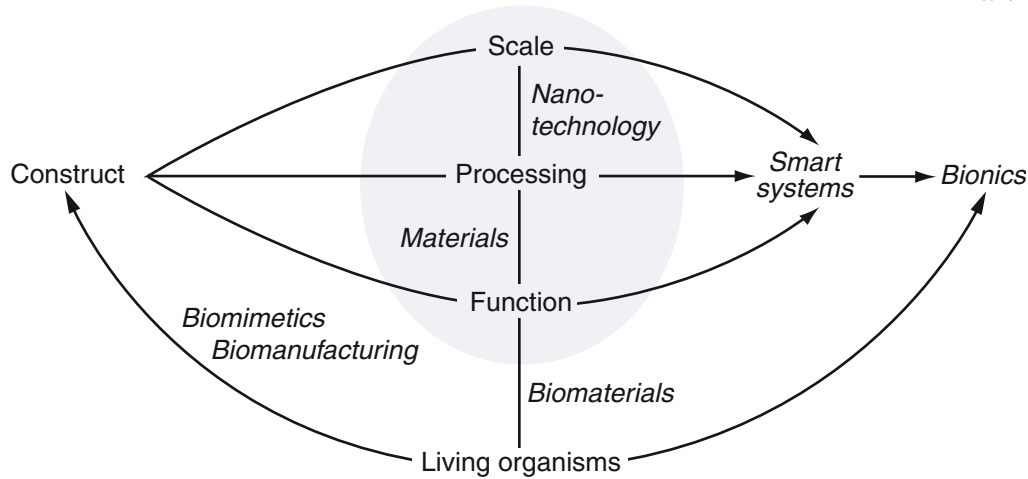 Scale
Nano-
technology
Construct
Processing
Smart
systems
Bionics
Materials
Function
Biomimetics
Biomanufacturing
Biomaterials
Living organisms